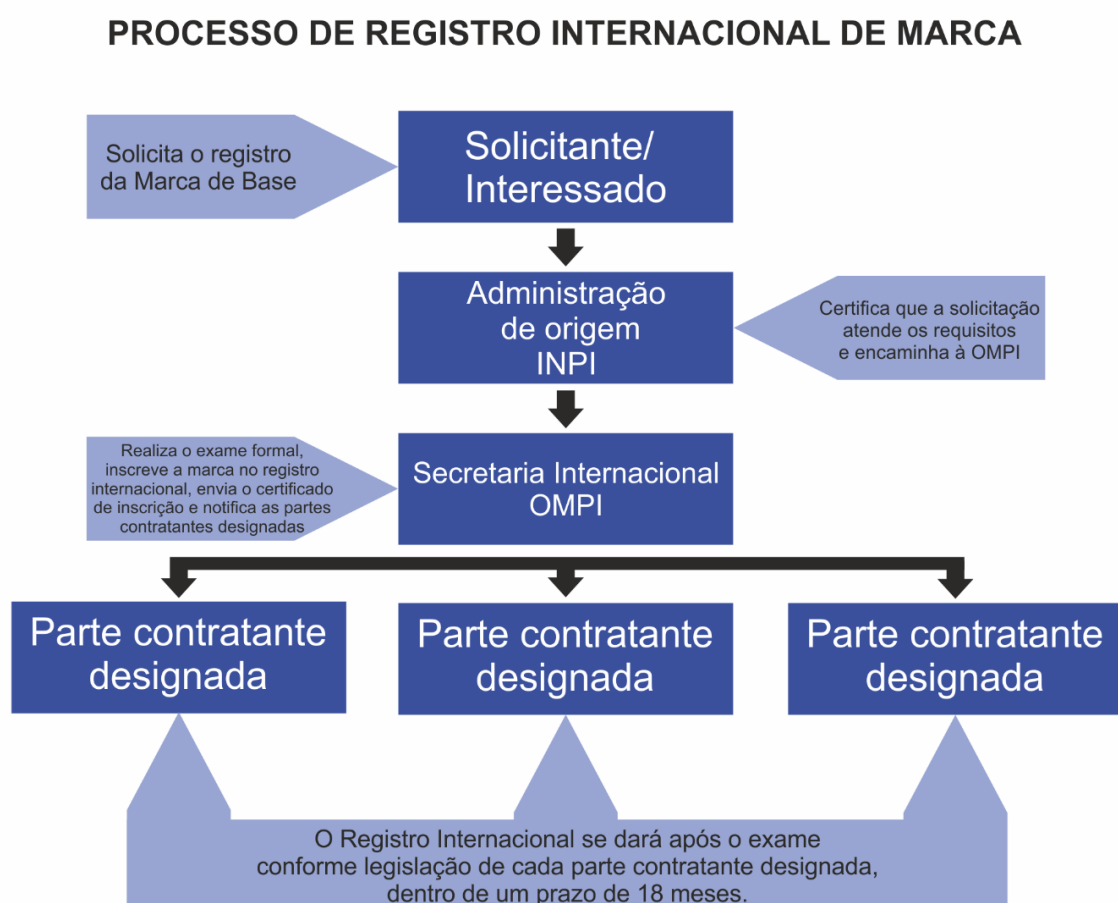 PROCESSO DE REGISTRO INTERNACIONAL DE MARCA
Solicita o registro
da Marca de Base
Solicitante/
Interessado
Administração
de origem
INPI
Certifica que a solicitação
atende os requisitos
e encaminha à OMPI
Realiza o exame formal,
inscreve a marca no registro
internacional, envia o certificado
de inscrição e notifica as partes
contratantes designadas
Secretaria Internacional
OMPI
Parte contratante
designada
Parte contratante
designada
Parte contratante
designada
O Registro Internacional se dará após o exame
conforme legislação de cada parte contratante designada,
dentro de um prazo de 18 meses.